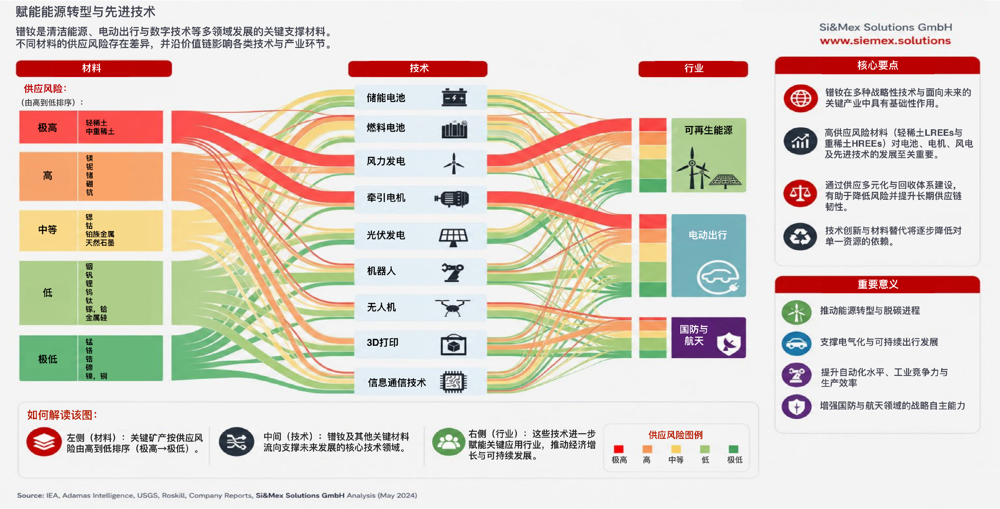 赋能能源转型与先进技术
镨钕是清洁能源、电动出行与数字技术等多领域发展的关键支撑材料。
不同材料的供应风险存在差异，并沿价值链影响各类技术与产业环节。
Si&Mex Solutions GmbH
www.siemex.solutions
材料
供应风险：
（由高到低排序）：
极高
轻稀土
中重稀土
高
镁
铌
锗
硼
钪
中等
锶
钴
铂族金属
天然石墨
低
铟
钒
锂
钨
钛
镓，铪
金属硅
极低
锰
铬
锆
碲
镍，铜
技术
储能电池
燃料电池
风力发电
牵引电机
光伏发电
机器人
无人机
3D打印
信息通信技术
行业
可再生能源
电动出行
国防与
航天
核心要点
镨钕在多种战略性技术与面向未来的
关键产业中具有基础性作用。
高供应风险材料（轻稀土LREEs与
重稀土HREEs）对电池、电机、风电
及先进技术的发展至关重要。
通过供应多元化与回收体系建设，
有助于降低风险并提升长期供应链
韧性。
技术创新与材料替代将逐步降低对
单一资源的依赖。
重要意义
推动能源转型与脱碳进程
支撑电气化与可持续出行发展
提升自动化水平、工业竞争力与
生产效率
增强国防与航天领域的战略自主能力
如何解读该图：
左侧（材料）：关键矿产按供应风
险由高到低排序（极高→极低）。
中间（技术）：镨钕及其他关键材料
流向支撑未来发展的核心技术领域。
右侧（行业）：这些技术进一步
赋能关键应用行业，推动经济增
长与可持续发展。
供应风险图例
极高
高
中等
低
极低
Source: IEA, Adamas Intelligence, USGS, Roskill, Company Reports, Si&Mex Solutions GmbH Analysis (May 2024)